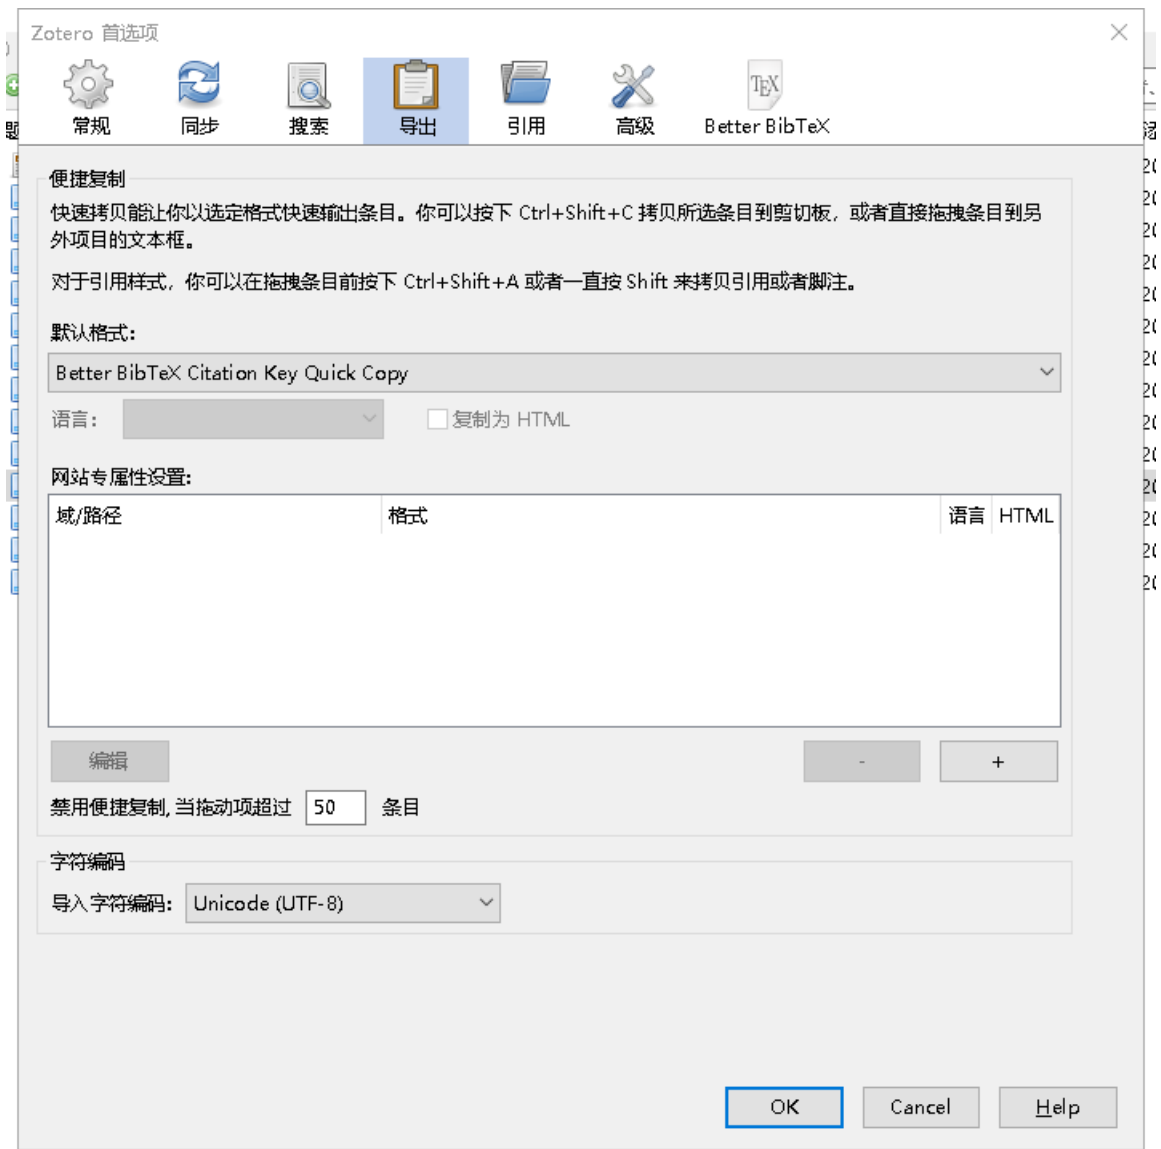 Zotero 首选项
常规
同步
搜索
导出
引用
高级
TEX
Better BibTeX
便捷复制
快速拷贝能让你以选定格式快速输出条目。你可以按下 Ctrl+Shift+C 拷贝所选条目到剪切板，或者直接拖拽条目到另
外项目的文本框。
对于引用样式，你可以在拖拽条目前按下 Ctrl+Shift+A 或者一直按 Shift 来拷贝引用或者脚注。
默认格式:
Better BibTeX Citation Key Quick Copy
语言:
复制为 HTML
网站专属性设置:
域/路径
格式
语言
HTML
编辑
-
+
禁用便捷复制, 当拖动项超过
50
条目
字符编码
导入字符编码:
Unicode (UTF-8)
OK
Cancel
Help